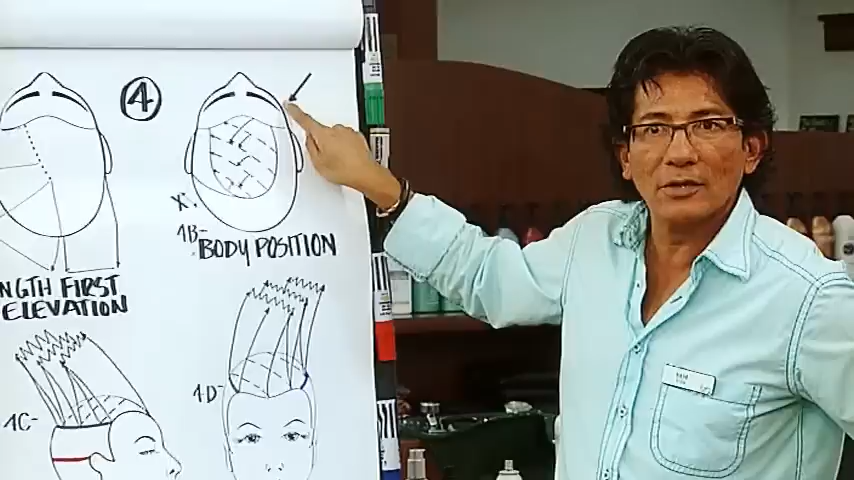 4
X
1B-
BODY POSITION
NGTH FIRST
ELEVATION
1C-
1D-